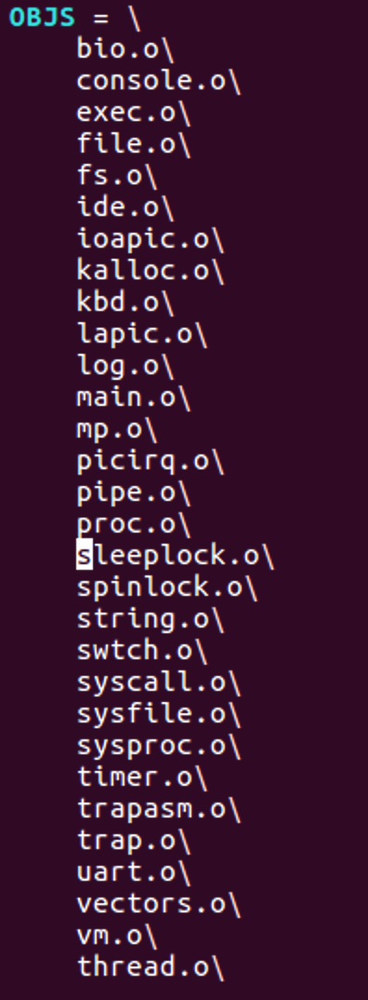 OBJS = \
bio.o\
console.o\
exec.o\
file.o\
fs.o\
ide.o\
ioapic.o\
kalloc.o\
kbd.o\
lapic.o\
log.o\
main.o\
mp.o\
picirq.o\
pipe.o\
proc.o\
sleeplock.o\
spinlock.o\
string.o\
swtch.o\
syscall.o\
sysfile.o\
sysproc.o\
timer.o\
trapasm.o\
trap.o\
uart.o\
vectors.o\
vm.o\
thread.o\